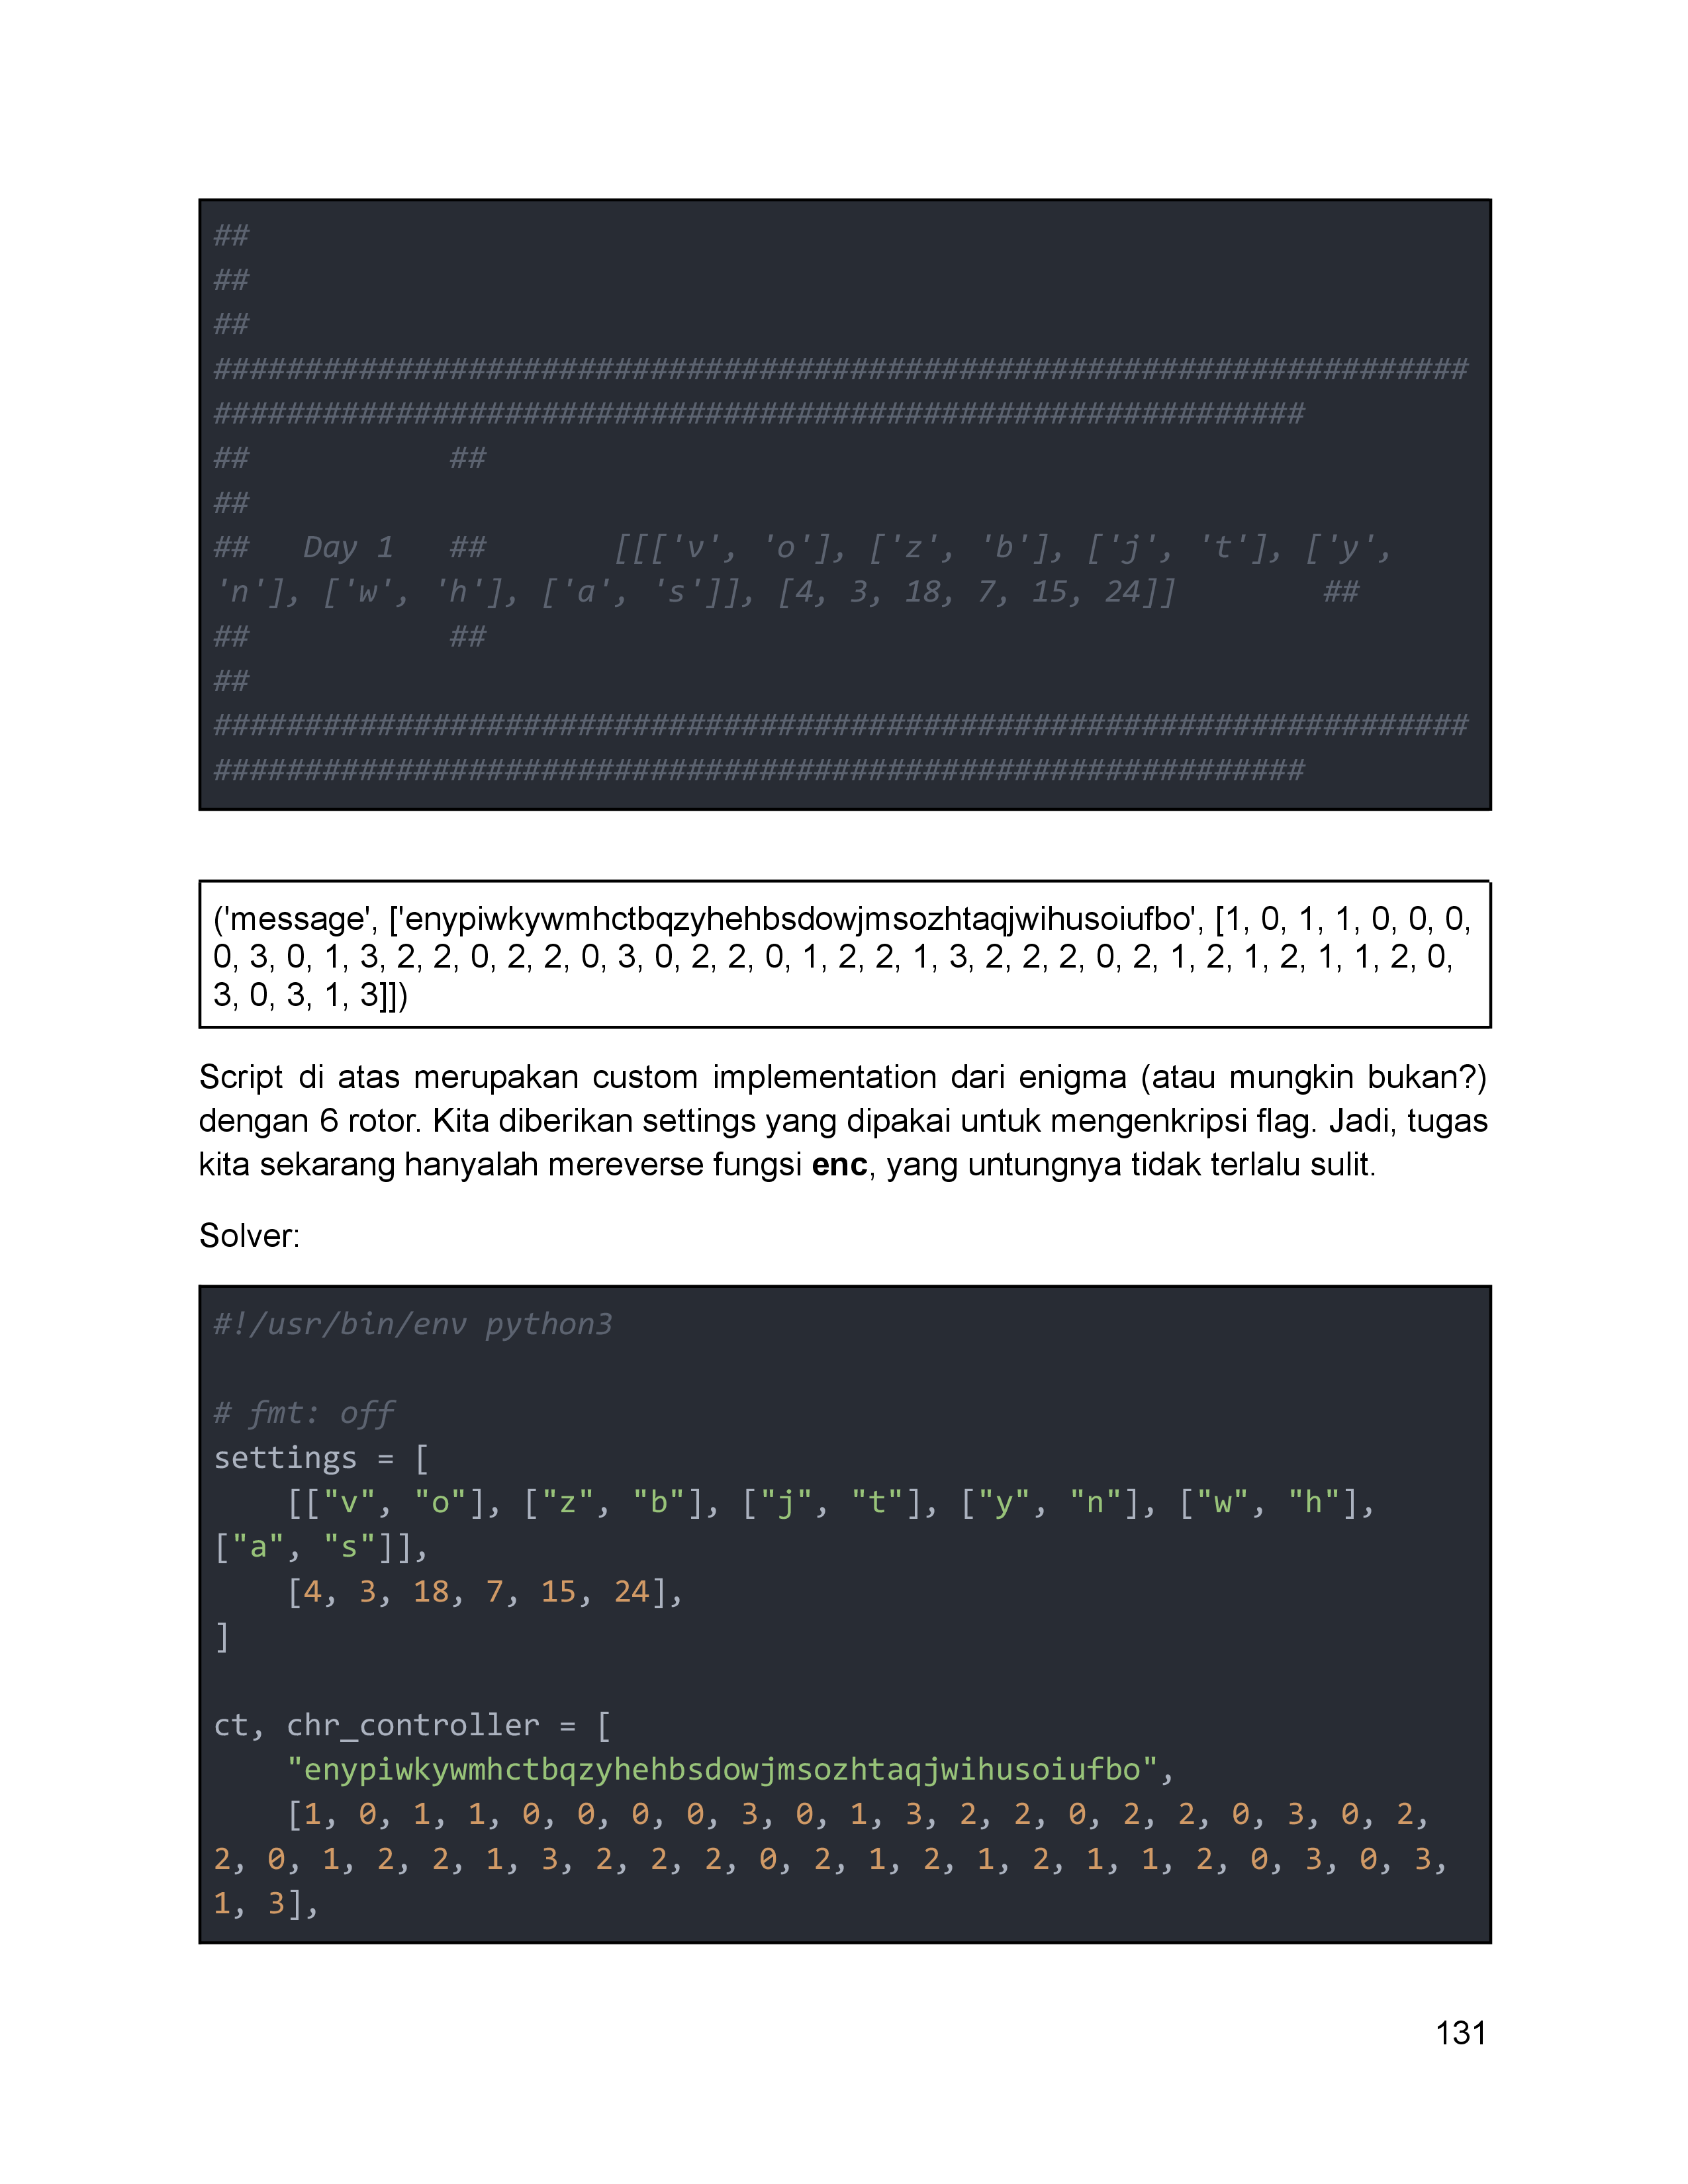 ##
##
##
#####################################################################
############################################################
##           ##
##
##   Day 1   ##       [[['v', 'o'], ['z', 'b'], ['j', 't'], ['y',
'n'], ['w', 'h'], ['a', 's']], [4, 3, 18, 7, 15, 24]]        ##
##           ##
##
#####################################################################
############################################################
('message', ['enypiwkywmhctbqzyhehbsdowjmsozhtaqjwihusoiufbo', [1, 0, 1, 1, 0, 0, 0,
0, 3, 0, 1, 3, 2, 2, 0, 2, 2, 0, 3, 0, 2, 2, 0, 1, 2, 2, 1, 3, 2, 2, 2, 0, 2, 1, 2, 1, 2, 1, 1, 2, 0,
3, 0, 3, 1, 3]])
Script di atas merupakan custom implementation dari enigma (atau mungkin bukan?)
dengan 6 rotor. Kita diberikan settings yang dipakai untuk mengenkripsi flag. Jadi, tugas
kita sekarang hanyalah mereverse fungsi enc, yang untungnya tidak terlalu sulit.
Solver:
#!/usr/bin/env python3
# fmt: off
settings = [
    [["v", "o"], ["z", "b"], ["j", "t"], ["y", "n"], ["w", "h"],
["a", "s"]],
    [4, 3, 18, 7, 15, 24],
]
ct, chr_controller = [
    "enypiwkywmhctbqzyhehbsdowjmsozhtaqjwihusoiufbo",
    [1, 0, 1, 1, 0, 0, 0, 0, 3, 0, 1, 3, 2, 2, 0, 2, 2, 0, 3, 0, 2,
2, 0, 1, 2, 2, 1, 3, 2, 2, 2, 0, 2, 1, 2, 1, 2, 1, 1, 2, 0, 3, 0, 3,
1, 3],
131